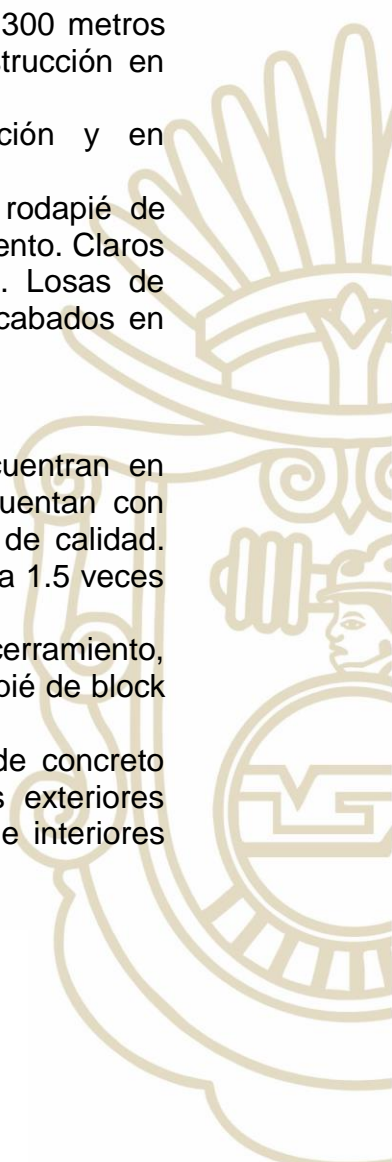 300 metros
strucción en
ción y en
rodapié de
ento. Claros
. Losas de
cabados en
cuentran en
uentan con
de calidad.
a 1.5 veces
cerramiento,
pié de block
de concreto
s exteriores
e interiores